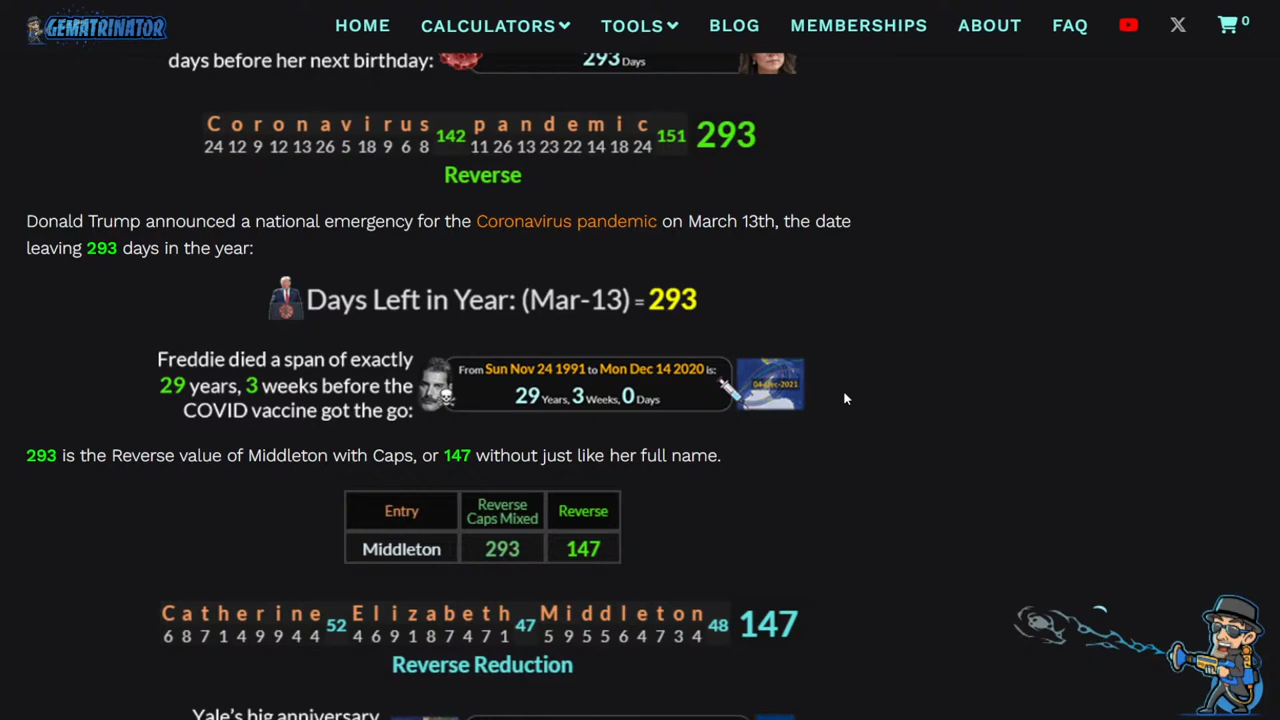 GEMATRINATOR
HOME CALCULATORS TOOLS BLOG MEMBERSHIPS ABOUT FAQ X 0
days before her next birthday:
293 Days
C o r o n a v i r u s 142 p a n d e m i c 151 293
24 12 9 12 13 26 5 18 9 6 8 11 26 13 23 22 14 18 24
Reverse
Donald Trump announced a national emergency for the Coronavirus pandemic on March 13th, the date
leaving 293 days in the year:
Days Left in Year: (Mar-13) = 293
Freddie died a span of exactly
29 years, 3 weeks before the
COVID vaccine got the go:
From Sun Nov 24 1991 to Mon Dec 14 2020 is:
29 Years, 3 Weeks, 0 Days
04-Dec-2021
293 is the Reverse value of Middleton with Caps, or 147 without just like her full name.
Entry Reverse Caps Mixed Reverse
Middleton 293 147
C a t h e r i n e 52 E l i z a b e t h 47 M i d d l e t o n 48 147
6 8 7 1 4 9 9 4 4 4 6 9 1 8 7 4 7 1 5 9 5 5 6 4 7 3 4
Reverse Reduction
Yale's big anniversary